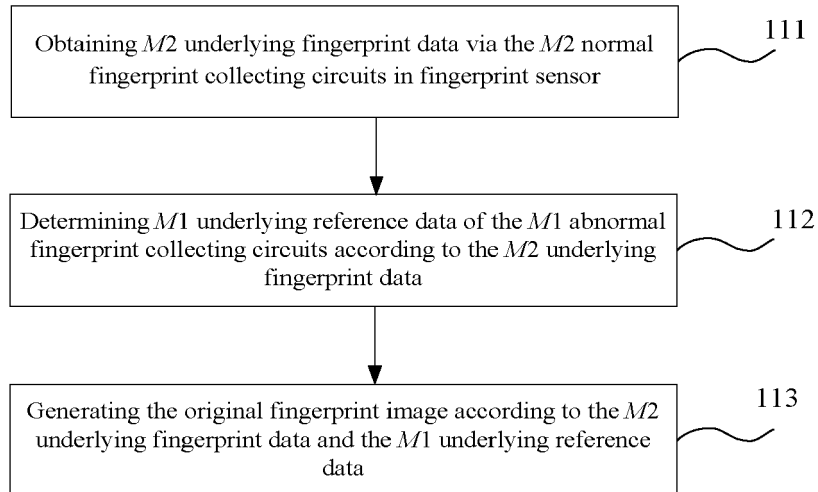 Obtaining M2 underlying fingerprint data via the M2 normal
fingerprint collecting circuits in fingerprint sensor
111
Determining M1 underlying reference data of the M1 abnormal
fingerprint collecting circuits according to the M2 underlying
fingerprint data
112
Generating the original fingerprint image according to the M2
underlying fingerprint data and the M1 underlying reference
data
113